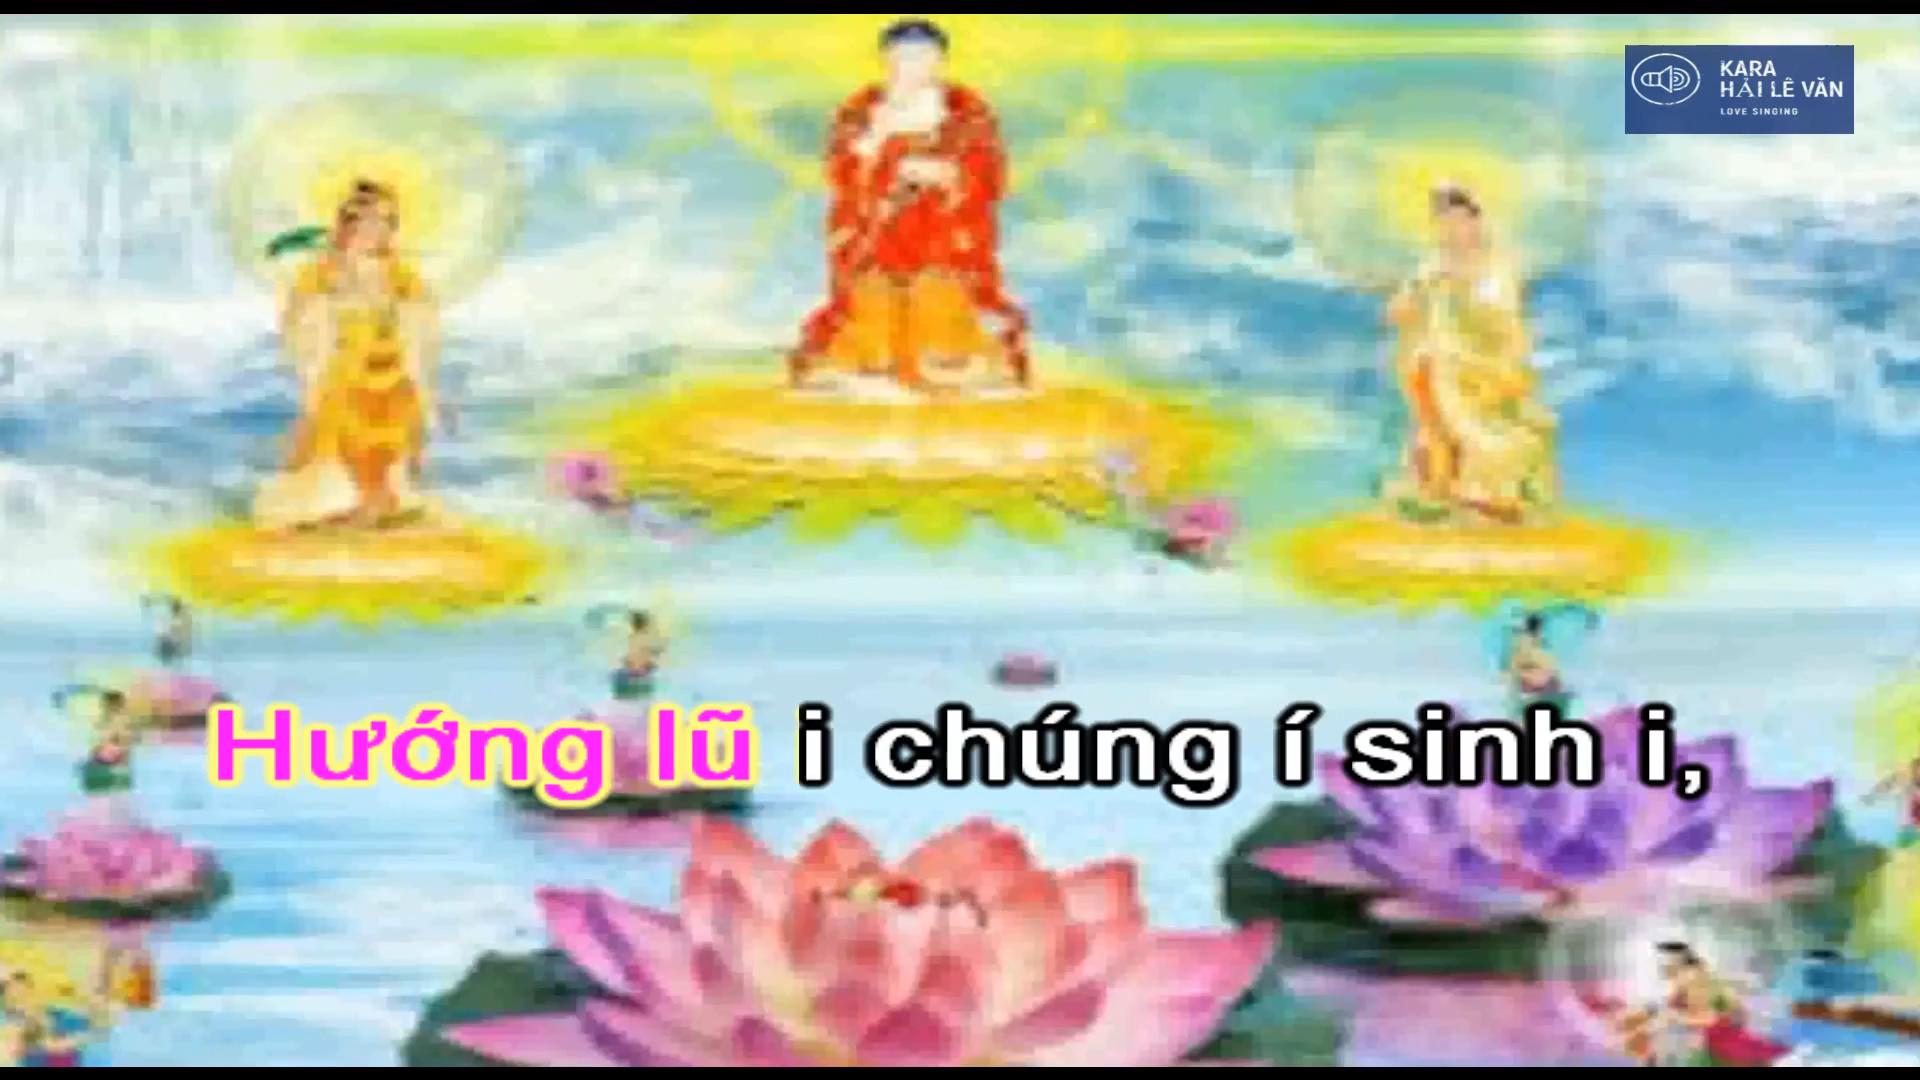 KARA
HẢI LÊ VĂN
LOVE SINGING
Hướng lũ i chúng í sinh i,